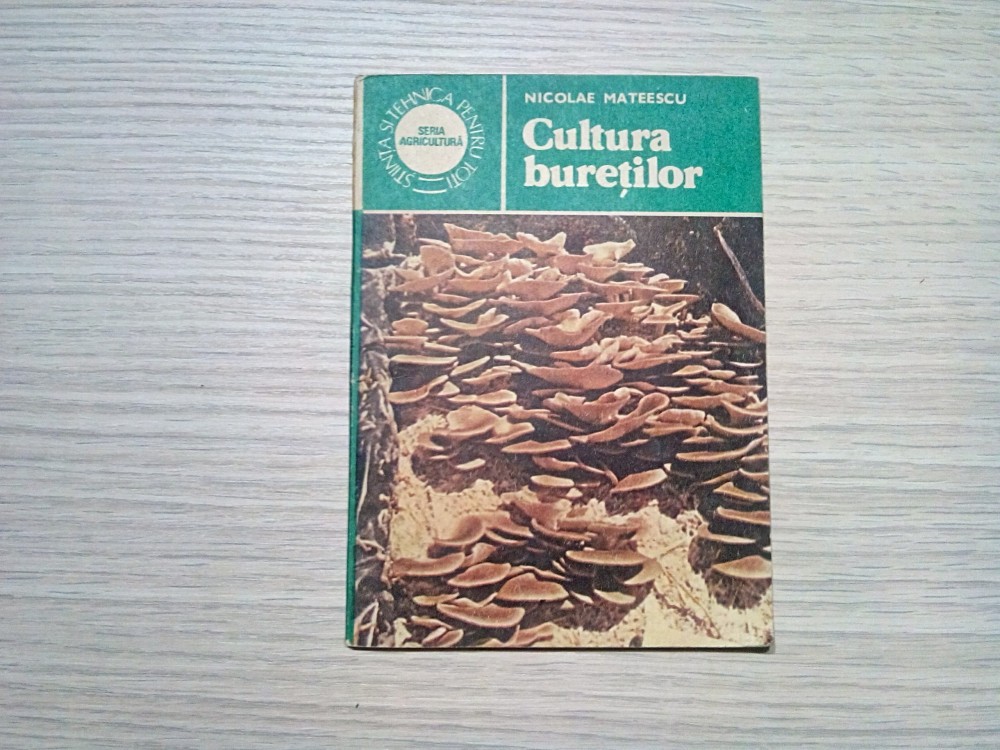 ȘTIINȚA ȘI TEHNICA PENTRU TOȚI
SERIA
AGRICULTURĂ
NICOLAE MATEESCU
Cultura
bureților